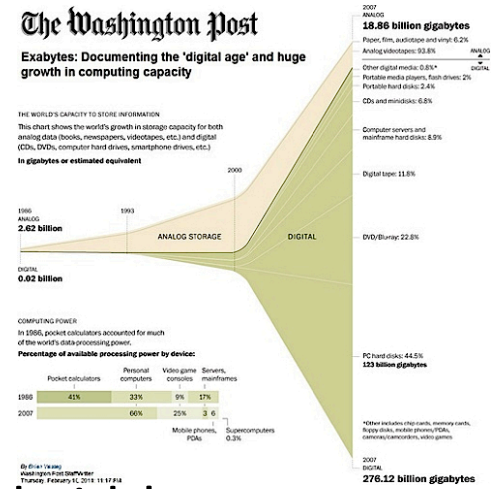 The Washington Post
Exabytes: Documenting the 'digital age' and huge
growth in computing capacity
THE WORLD'S CAPACITY TO STORE INFORMATION
This chart shows the world's growth in storage capacity for both
analog data (books, newspapers, videotapes, etc.) and digital
(CDs, DVDs, computer hard drives, smartphone drives, etc.)
In gigabytes or estimated equivalent
1986
ANALOG
2.62 billion
DIGITAL
0.02 billion
1993
2000
ANALOG STORAGE
DIGITAL
2007
ANALOG
18.86 billion gigabytes
Paper, film, audiotape and vinyl: 6.2%
Analog videotapes: 93.8%
ANALOG
DIGITAL
Other digital media: 0.8%*
Portable media players, flash drives: 2%
Portable hard disks: 2.4%
CDs and minidisks: 6.8%
Computer servers and
mainframe hard disks: 8.9%
Digital tape: 11.8%
DVD/Bluray: 22.8%
PC hard disks: 44.5%
123 billion gigabytes
*Other includes chip cards, memory cards,
floppy disks, mobile phones/PDAs,
cameras/camcorders, video games
2007
DIGITAL
276.12 billion gigabytes
COMPUTING POWER
In 1986, pocket calculators accounted for much
of the world's data-processing power.
Percentage of available processing power by device:
Pocket calculators
Personal
computers
Video game
consoles
Servers,
mainframes
1986
41%
33%
9%
17%
2007
66%
25%
3
6
Mobile phones,
PDAs
Supercomputers
0.3%
Washington Post Staff Writer